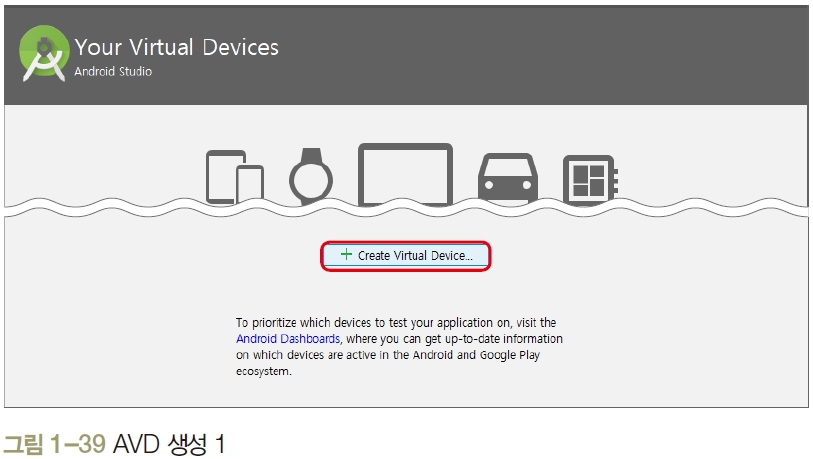 Your Virtual Devices
Android Studio
+ Create Virtual Device...
To prioritize which devices to test your application on, visit the
Android Dashboards, where you can get up-to-date information
on which devices are active in the Android and Google Play
ecosystem.
그림 1-39 AVD 생성 1